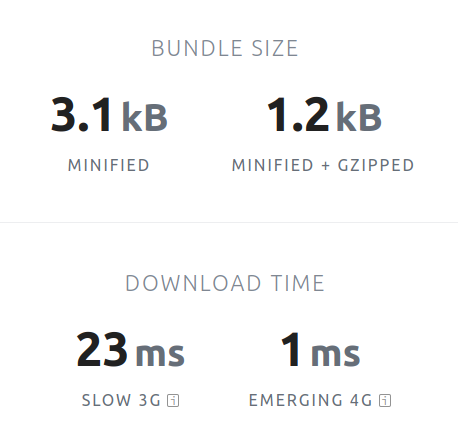 BUNDLE SIZE
3.1 kB 1.2 kB
MINIFIED MINIFIED + GZIPPED
DOWNLOAD TIME
23 ms 1 ms
SLOW 3G EMERGING 4G